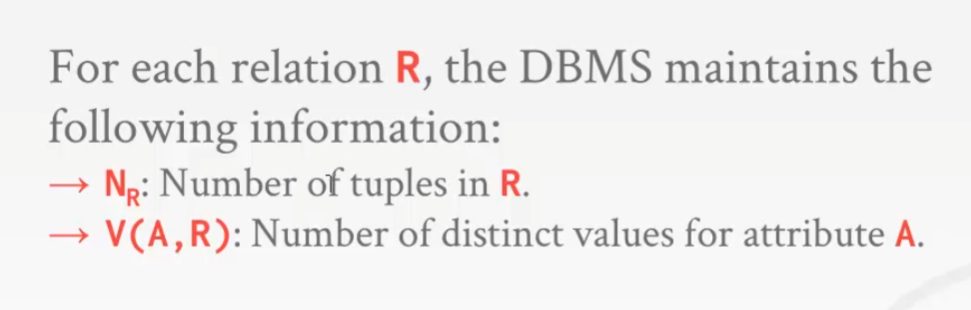 For each relation R, the DBMS maintains the
following information:
→ NR: Number of tuples in R.
→ V(A,R): Number of distinct values for attribute A.